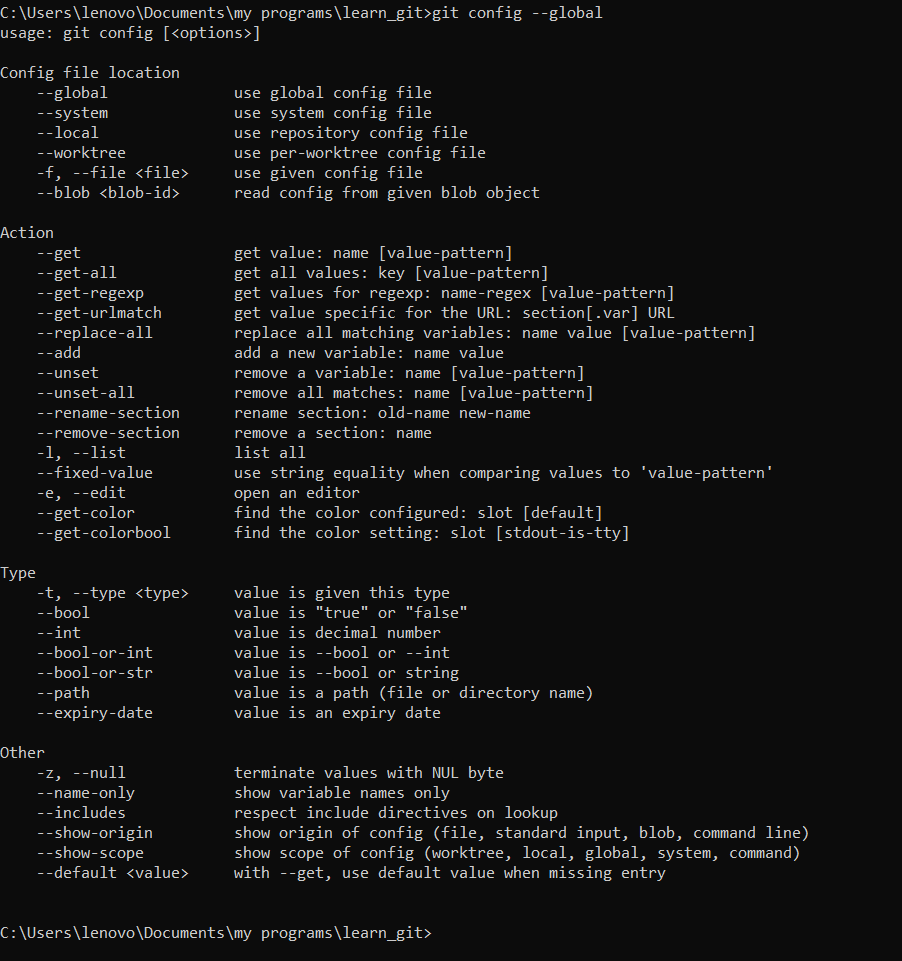 C:\Users\lenovo\Documents\my programs\learn_git>git config --global
usage: git config [<options>]

Config file location
    --global              use global config file
    --system              use system config file
    --local               use repository config file
    --worktree            use per-worktree config file
    -f, --file <file>     use given config file
    --blob <blob-id>      read config from given blob object

Action
    --get                 get value: name [value-pattern]
    --get-all             get all values: key [value-pattern]
    --get-regexp          get values for regexp: name-regex [value-pattern]
    --get-urlmatch        get value specific for the URL: section[.var] URL
    --replace-all         replace all matching variables: name value [value-pattern]
    --add                 add a new variable: name value
    --unset               remove a variable: name [value-pattern]
    --unset-all           remove all matches: name [value-pattern]
    --rename-section      rename section: old-name new-name
    --remove-section      remove a section: name
    -l, --list            list all
    --fixed-value         use string equality when comparing values to 'value-pattern'
    -e, --edit            open an editor
    --get-color           find the color configured: slot [default]
    --get-colorbool       find the color setting: slot [stdout-is-tty]

Type
    -t, --type <type>     value is given this type
    --bool                value is "true" or "false"
    --int                 value is decimal number
    --bool-or-int         value is --bool or --int
    --bool-or-str         value is --bool or string
    --path                value is a path (file or directory name)
    --expiry-date         value is an expiry date

Other
    -z, --null            terminate values with NUL byte
    --name-only           show variable names only
    --includes            respect include directives on lookup
    --show-origin         show origin of config (file, standard input, blob, command line)
    --show-scope          show scope of config (worktree, local, global, system, command)
    --default <value>     with --get, use default value when missing entry

C:\Users\lenovo\Documents\my programs\learn_git>